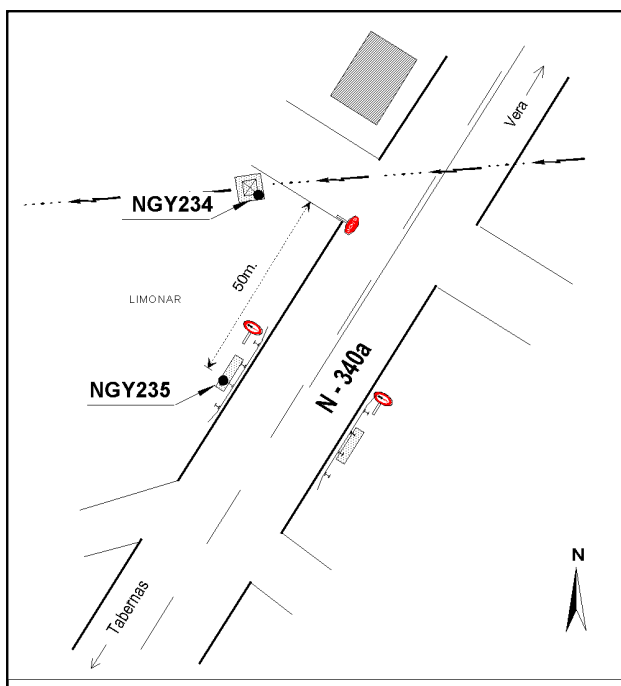 Vera
NGY234
50m.
LIMONAR
N - 340a
NGY235
N
Tabernas